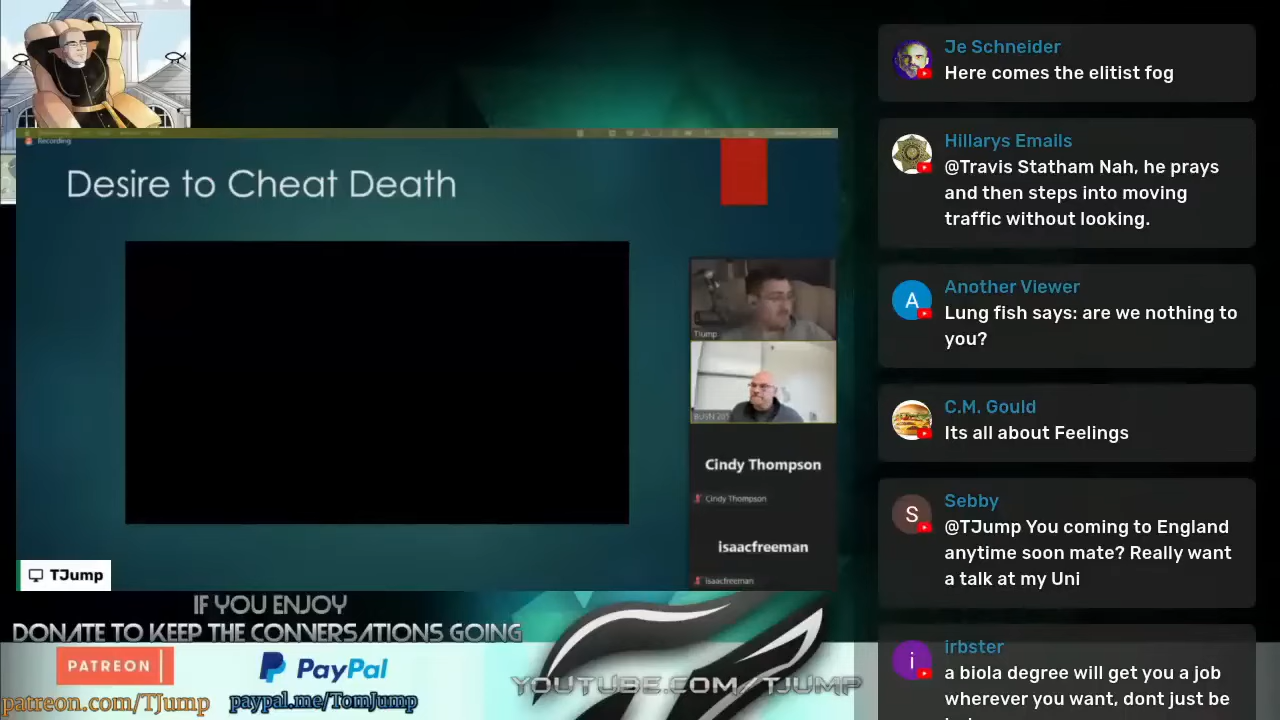 Recording
Desire to Cheat Death
TJump
BUSN 701
Cindy Thompson
Cindy Thompson
isaacfreeman
isaacfreeman
TJump
IF YOU ENJOY
DONATE TO KEEP THE CONVERSATIONS GOING
PATREON
PayPal
patreon.com/TJump
paypal.me/TomJump
YOUTUBE.COM/TJUMP
Je Schneider
Here comes the elitist fog
Hillarys Emails
@Travis Statham Nah, he prays
and then steps into moving
traffic without looking.
Another Viewer
A
Lung fish says: are we nothing to
you?
C.M. Gould
Its all about Feelings
Sebby
S
@TJump You coming to England
anytime soon mate? Really want
a talk at my Uni
irbster
i
a biola degree will get you a job
wherever you want, dont just be